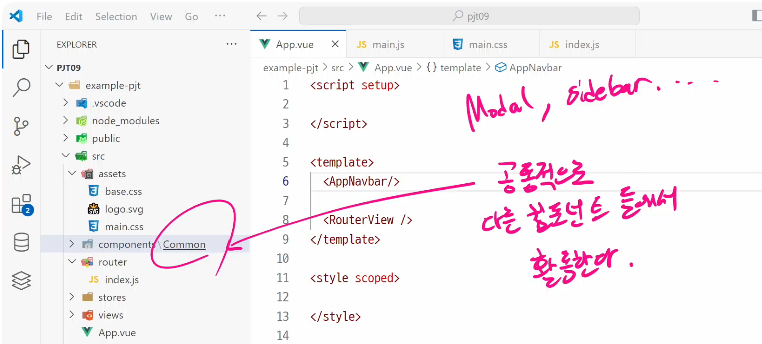 File Edit Selection View Go ... pjt09
EXPLORER ...
App.vue × JS main.js main.css JS index.js
PJT09
example-pjt > src > App.vue > {} template > AppNavbar
example-pjt
.vscode
node_modules
public
src
assets
base.css
logo.svg
main.css
components \ Common
router
JS index.js
stores
views
App.vue
2
1 <script setup>
2
3 </script>
4
5 <template>
6 <AppNavbar/>
7
8 <RouterView />
9 </template>
10
11 <style scoped>
12
13 </style>
14
Modal, sidebar.....
공통적으로
다른 컴포넌트 들에서
활용한다.